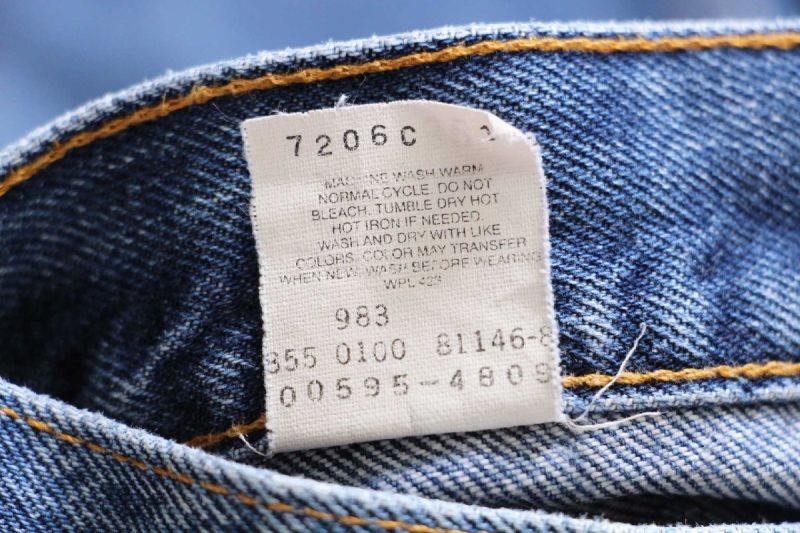 7206C 1
MACHINE WASH WARM
NORMAL CYCLE. DO NOT
BLEACH. TUMBLE DRY HOT
HOT IRON IF NEEDED.
WASH AND DRY WITH LIKE
COLORS. COLOR MAY TRANSFER
WHEN NEW. WASH BEFORE WEARING
WPL 423
983
855 0100 81146-8
00595-4809